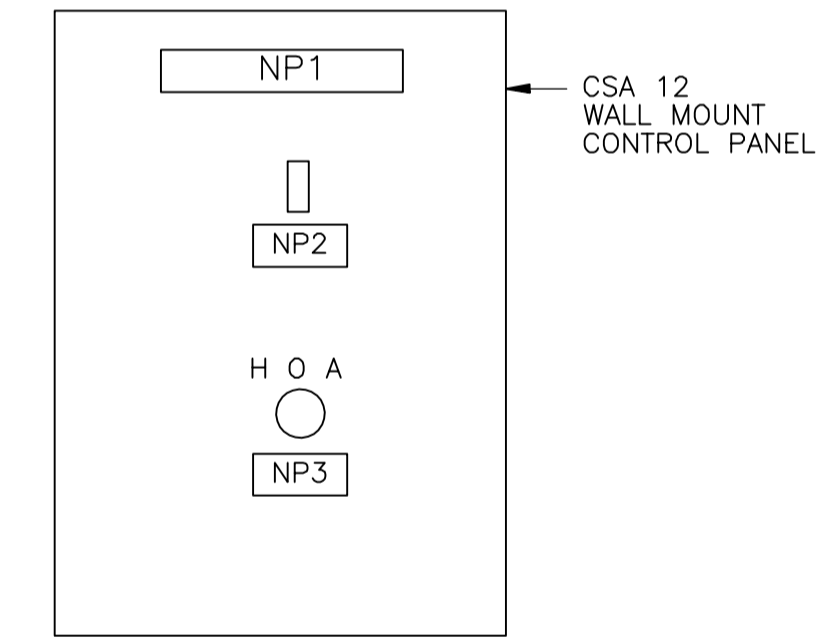 NP1
CSA 12
WALL MOUNT
CONTROL PANEL
NP2
H O A
NP3